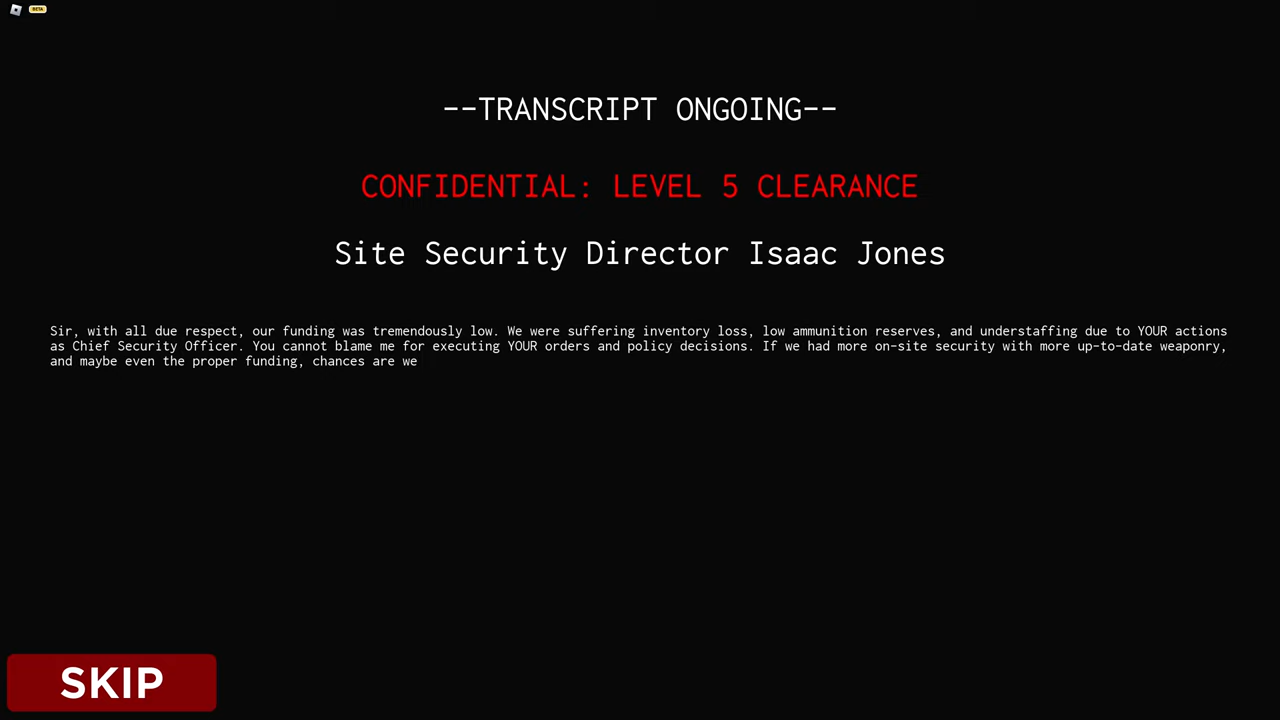 BETA
--TRANSCRIPT ONGOING--
CONFIDENTIAL: LEVEL 5 CLEARANCE
Site Security Director Isaac Jones
Sir, with all due respect, our funding was tremendously low. We were suffering inventory loss, low ammunition reserves, and understaffing due to YOUR actions
as Chief Security Officer. You cannot blame me for executing YOUR orders and policy decisions. If we had more on-site security with more up-to-date weaponry,
and maybe even the proper funding, chances are we
SKIP